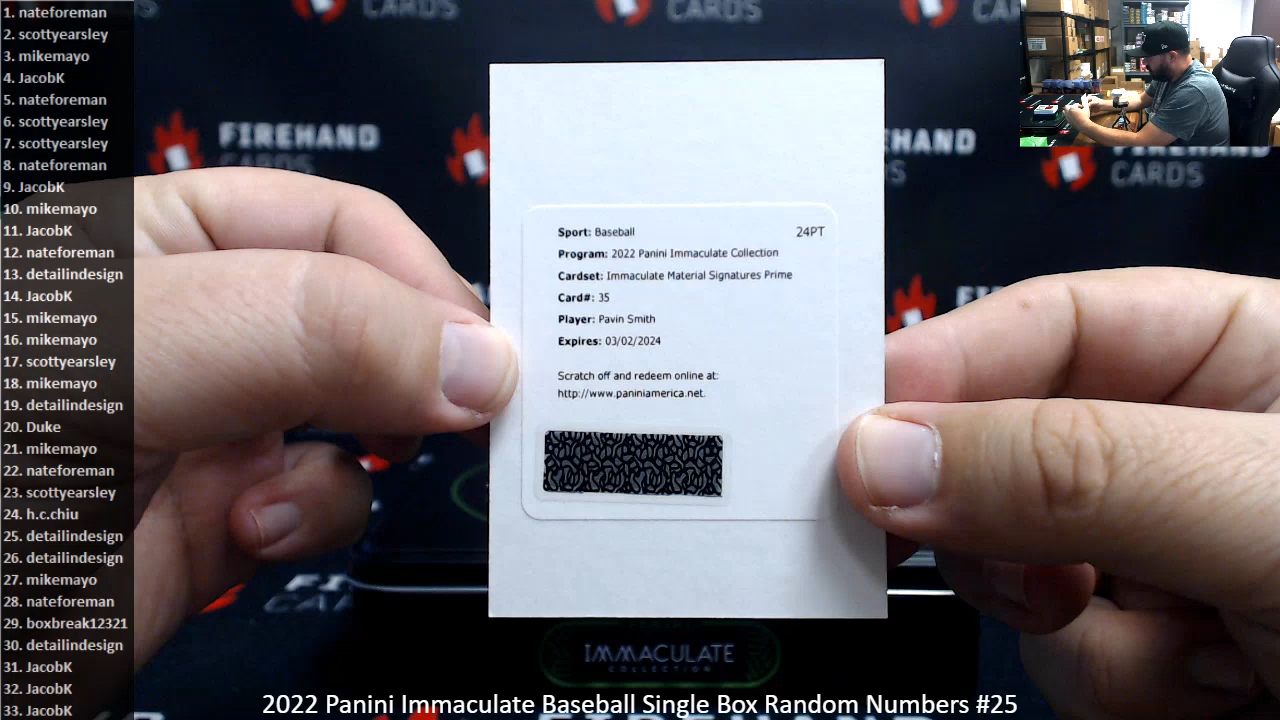 1. nateforeman
2. scottyearsley
3. mikemayo
4. JacobK
5. nateforeman
6. scottyearsley
7. scottyearsley
8. nateforeman
9. JacobK
10. mikemayo
11. JacobK
12. nateforeman
13. detailindesign
14. JacobK
15. mikemayo
16. mikemayo
17. scottyearsley
18. mikemayo
19. detailindesign
20. Duke
21. mikemayo
22. nateforeman
23. scottyearsley
24. h.c.chiu
25. detailindesign
26. detailindesign
27. mikemayo
28. nateforeman
29. boxbreak12321
30. detailindesign
31. JacobK
32. JacobK
33. JacobK
CARDS
CARDS
FIREHAND
CARDS
CARDS
Sport: Baseball 24PT
Program: 2022 Panini Immaculate Collection
Cardset: Immaculate Material Signatures Prime
Card#: 35
Player: Pavin Smith
Expires: 03/02/2024
Scratch off and redeem online at:
http://www.paniniamerica.net.
IMMACULATE
COLLECTION
2022 Panini Immaculate Baseball Single Box Random Numbers #25